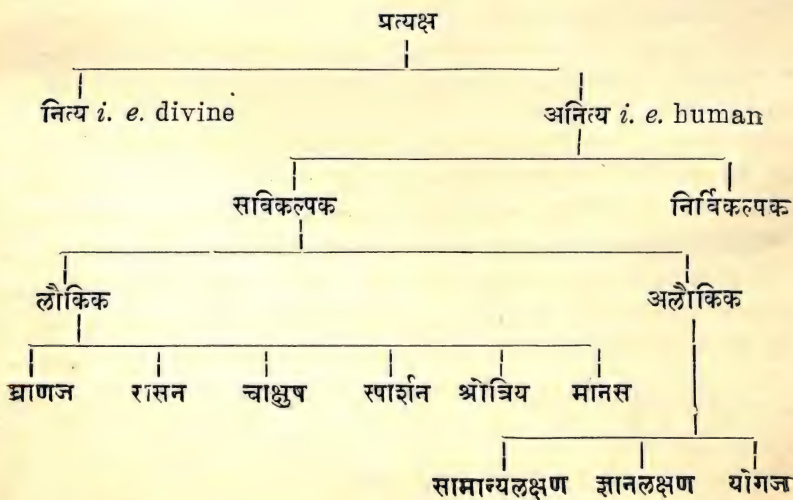 प्रत्यक्ष
नित्य i. e. divine अनित्य i. e. human
सविकल्पक निर्विकल्पक
लौकिक अलौकिक
घ्राणज रासन चाक्षुष स्पार्शन श्रोत्रिय मानस
सामान्यलक्षण ज्ञानलक्षण योगज